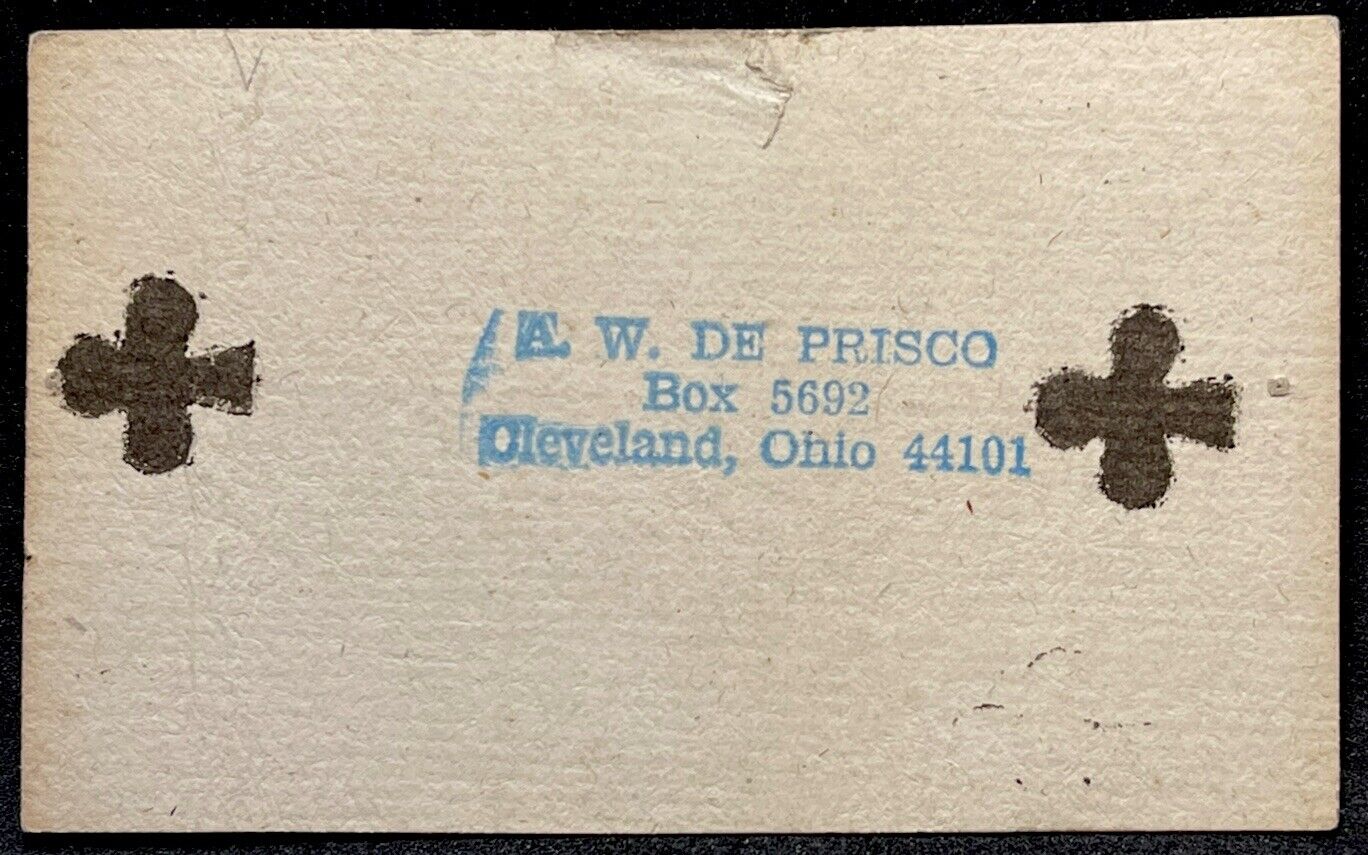 A. W. DE PRISCO
Box 5692
Cleveland, Ohio 44101